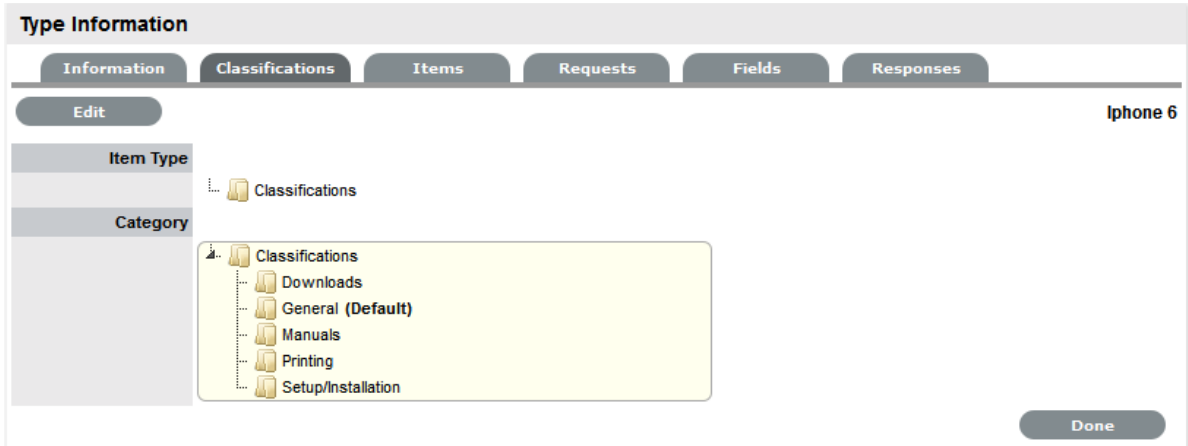 Type Information
Information Classifications Items Requests Fields Responses
Edit Iphone 6
Item Type
Classifications
Category
Classifications
Downloads
General (Default)
Manuals
Printing
Setup/Installation
Done